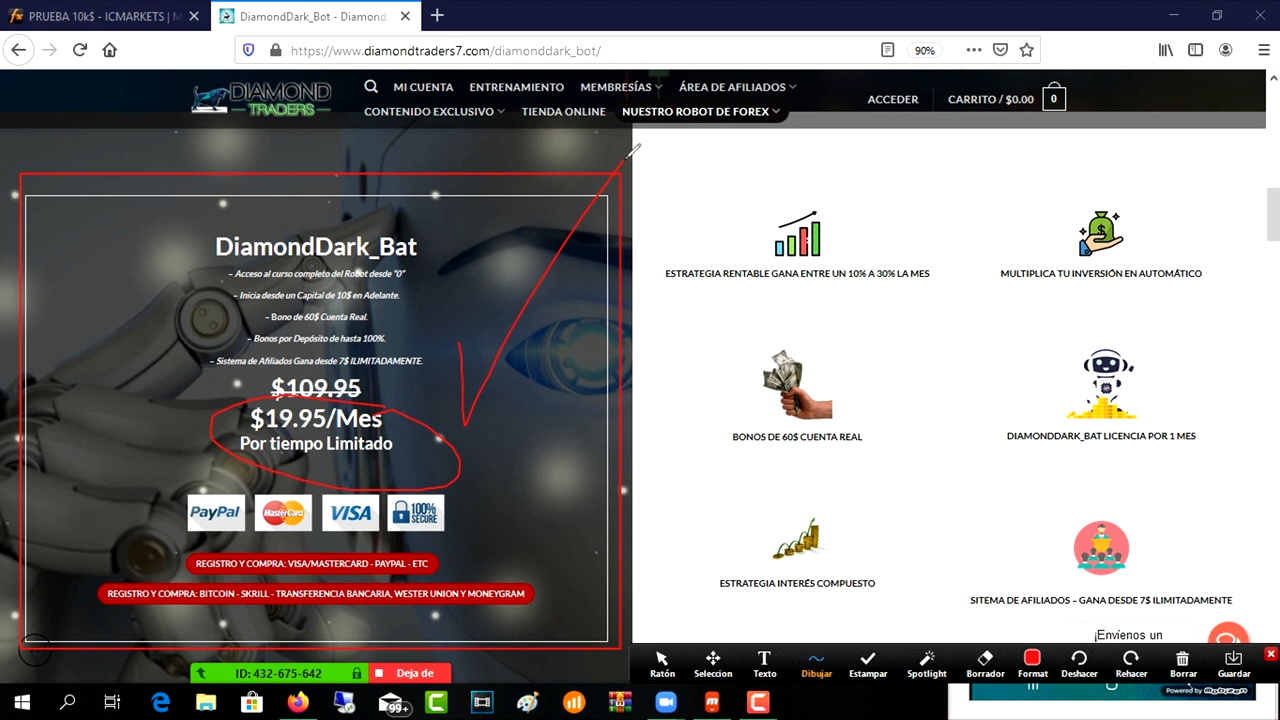 PRUEBA 10k$ - ICMARKETS | M
DiamondDark_Bot - Diamond
https://www.diamondtraders7.com/diamonddark_bot/
90%
DIAMOND
TRADERS
MI CUENTA
ENTRENAMIENTO
MEMBRESÍAS
ÁREA DE AFILIADOS
CONTENIDO EXCLUSIVO
TIENDA ONLINE
NUESTRO ROBOT DE FOREX
ACCEDER
CARRITO / $0.00
0
DiamondDark_Bat
– Acceso al curso completo del Robot desde "0"
– Inicia desde un Capital de 10$ en Adelante.
– Bono de 60$ Cuenta Real.
– Bonos por Depósito de hasta 100%.
– Sistema de Afiliados Gana desde 7$ ILIMITADAMENTE.
$109.95
$19.95/Mes
Por tiempo Limitado
PayPal
MasterCard
VISA
100%
SECURE
REGISTRO Y COMPRA: VISA/MASTERCARD - PAYPAL - ETC
REGISTRO Y COMPRA: BITCOIN - SKRILL - TRANSFERENCIA BANCARIA, WESTER UNION Y MONEYGRAM
ESTRATEGIA RENTABLE GANA ENTRE UN 10% A 30% LA MES
MULTIPLICA TU INVERSIÓN EN AUTOMÁTICO
BONOS DE 60$ CUENTA REAL
DIAMONDDARK_BAT LICENCIA POR 1 MES
ESTRATEGIA INTERÉS COMPUESTO
SITEMA DE AFILIADOS – GANA DESDE 7$ ILIMITADAMENTE
¡Envíenos un
ID: 432-675-642
Deja de
Ratón
Seleccion
Texto
Dibujar
Estampar
Spotlight
Borrador
Format
Deshacer
Rehacer
Borrar
Guardar
99+
Powered by